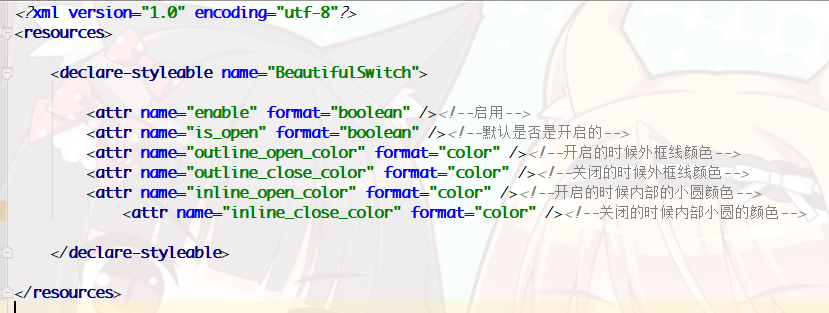 <?xml version="1.0" encoding="utf-8"?>
<resources>
<declare-styleable name="BeautifulSwitch">
<attr name="enable" format="boolean" /><!--启用-->
<attr name="is_open" format="boolean" /><!--默认是否是开启的-->
<attr name="outline_open_color" format="color" /><!--开启的时候外框线颜色-->
<attr name="outline_close_color" format="color" /><!--关闭的时候外框线颜色-->
<attr name="inline_open_color" format="color" /><!--开启的时候内部的小圆颜色-->
<attr name="inline_close_color" format="color" /><!--关闭的时候内部小圆的颜色-->
</declare-styleable>
</resources>